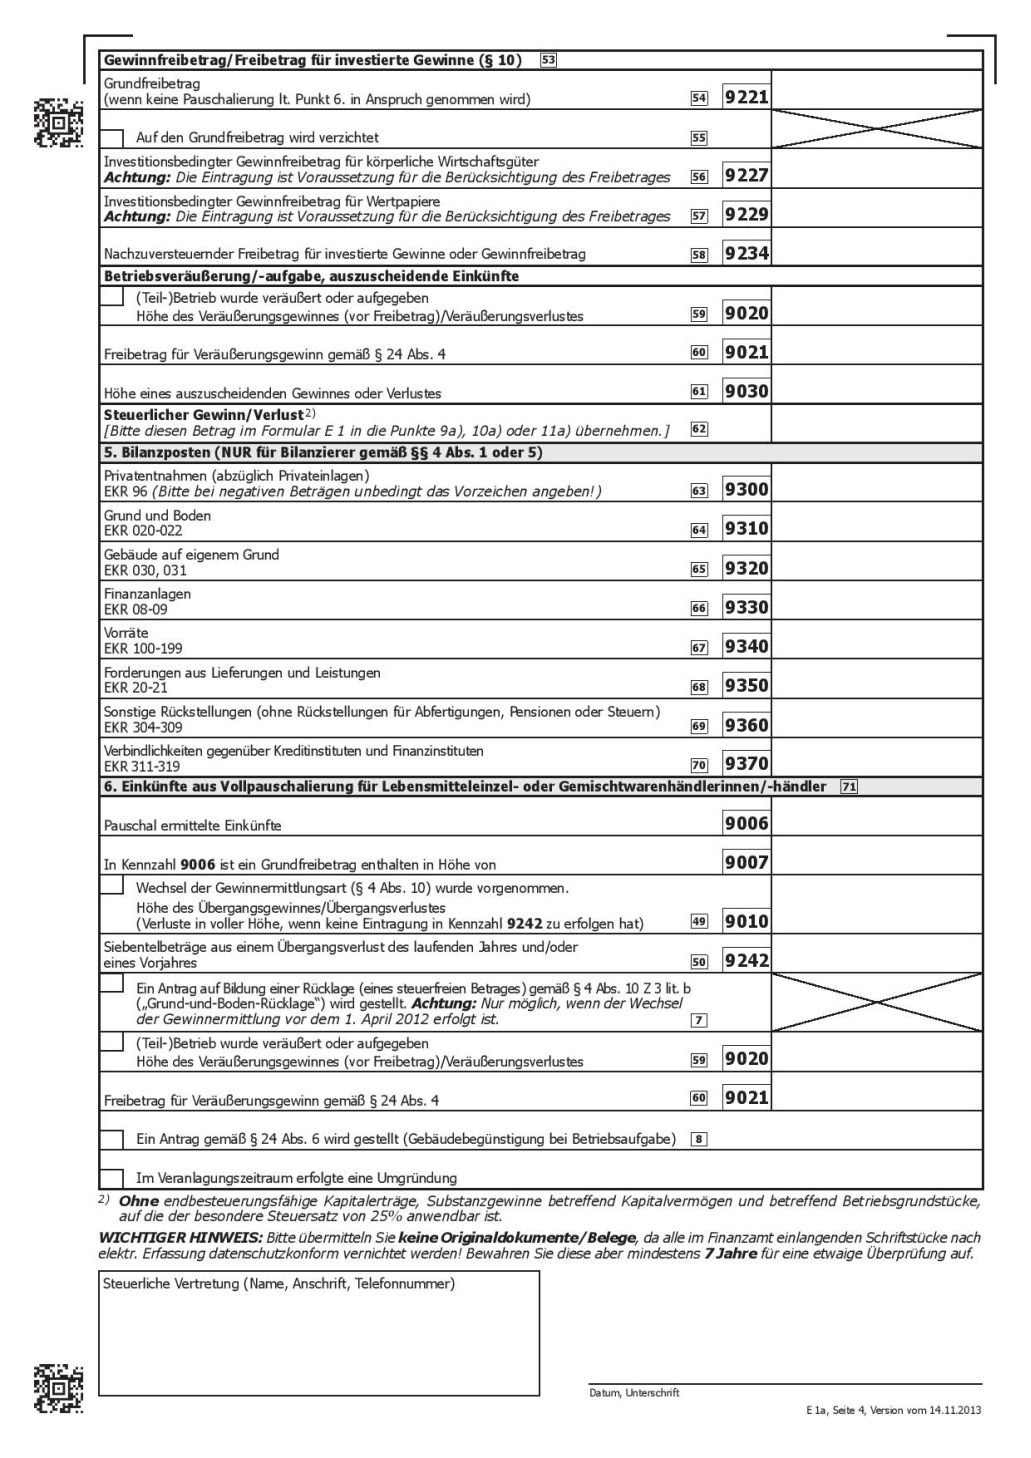 Gewinnfreibetrag/Freibetrag für investierte Gewinne (§ 10) 53
Grundfreibetrag
(wenn keine Pauschalierung lt. Punkt 6. in Anspruch genommen wird) 54 9221
Auf den Grundfreibetrag wird verzichtet 55
Investitionsbedingter Gewinnfreibetrag für körperliche Wirtschaftsgüter
Achtung: Die Eintragung ist Voraussetzung für die Berücksichtigung des Freibetrages 56 9227
Investitionsbedingter Gewinnfreibetrag für Wertpapiere
Achtung: Die Eintragung ist Voraussetzung für die Berücksichtigung des Freibetrages 57 9229
Nachzuversteuernder Freibetrag für investierte Gewinne oder Gewinnfreibetrag 58 9234
Betriebsveräußerung/-aufgabe, auszuscheidende Einkünfte
(Teil-)Betrieb wurde veräußert oder aufgegeben
Höhe des Veräußerungsgewinnes (vor Freibetrag)/Veräußerungsverlustes 59 9020
Freibetrag für Veräußerungsgewinn gemäß § 24 Abs. 4 60 9021
Höhe eines auszuscheidenden Gewinnes oder Verlustes 61 9030
Steuerlicher Gewinn/Verlust 2)
[Bitte diesen Betrag im Formular E 1 in die Punkte 9a), 10a) oder 11a) übernehmen.] 62
5. Bilanzposten (NUR für Bilanzierer gemäß §§ 4 Abs. 1 oder 5)
Privatentnahmen (abzüglich Privateinlagen)
EKR 96 (Bitte bei negativen Beträgen unbedingt das Vorzeichen angeben!) 63 9300
Grund und Boden
EKR 020-022 64 9310
Gebäude auf eigenem Grund
EKR 030, 031 65 9320
Finanzanlagen
EKR 08-09 66 9330
Vorräte
EKR 100-199 67 9340
Forderungen aus Lieferungen und Leistungen
EKR 20-21 68 9350
Sonstige Rückstellungen (ohne Rückstellungen für Abfertigungen, Pensionen oder Steuern)
EKR 304-309 69 9360
Verbindlichkeiten gegenüber Kreditinstituten und Finanzinstituten
EKR 311-319 70 9370
6. Einkünfte aus Vollpauschalierung für Lebensmitteleinzel- oder Gemischtwarenhändlerinnen/-händler 71
Pauschal ermittelte Einkünfte 9006
In Kennzahl 9006 ist ein Grundfreibetrag enthalten in Höhe von 9007
Wechsel der Gewinnermittlungsart (§ 4 Abs. 10) wurde vorgenommen.
Höhe des Übergangsgewinnes/Übergangsverlustes
(Verluste in voller Höhe, wenn keine Eintragung in Kennzahl 9242 zu erfolgen hat) 49 9010
Siebentelbeträge aus einem Übergangsverlust des laufenden Jahres und/oder
eines Vorjahres 50 9242
Ein Antrag auf Bildung einer Rücklage (eines steuerfreien Betrages) gemäß § 4 Abs. 10 Z 3 lit. b
(„Grund-und-Boden-Rücklage“) wird gestellt. Achtung: Nur möglich, wenn der Wechsel
der Gewinnermittlung vor dem 1. April 2012 erfolgt ist. 7
(Teil-)Betrieb wurde veräußert oder aufgegeben
Höhe des Veräußerungsgewinnes (vor Freibetrag)/Veräußerungsverlustes 59 9020
Freibetrag für Veräußerungsgewinn gemäß § 24 Abs. 4 60 9021
Ein Antrag gemäß § 24 Abs. 6 wird gestellt (Gebäudebegünstigung bei Betriebsaufgabe) 8
Im Veranlagungszeitraum erfolgte eine Umgründung
2) Ohne endbesteuerungsfähige Kapitalerträge, Substanzgewinne betreffend Kapitalvermögen und betreffend Betriebsgrundstücke,
auf die der besondere Steuersatz von 25% anwendbar ist.
WICHTIGER HINWEIS: Bitte übermitteln Sie keine Originaldokumente/Belege, da alle im Finanzamt einlangenden Schriftstücke nach
elektr. Erfassung datenschutzkonform vernichtet werden! Bewahren Sie diese aber mindestens 7 Jahre für eine etwaige Überprüfung auf.
Steuerliche Vertretung (Name, Anschrift, Telefonnummer)
Datum, Unterschrift
E 1a, Seite 4, Version vom 14.11.2013